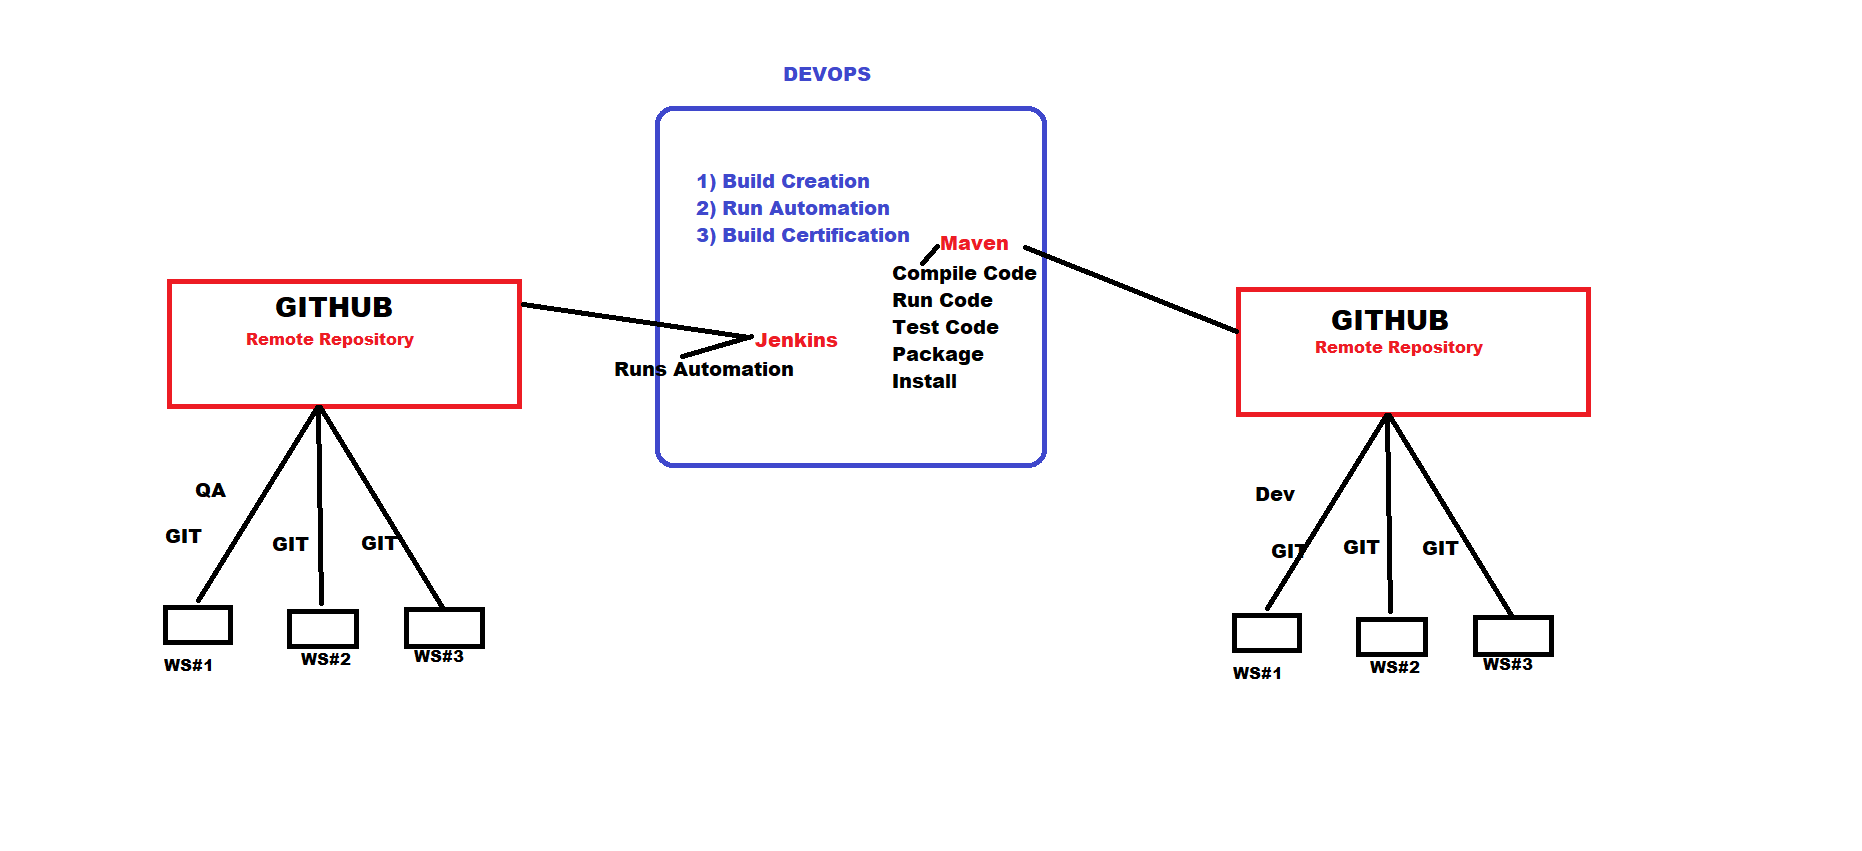 DEVOPS
1) Build Creation
2) Run Automation
3) Build Certification
Maven
Compile Code
Run Code
Test Code
Package
Install
Jenkins
Runs Automation
GITHUB
Remote Repository
QA
GIT
GIT
GIT
WS#1
WS#2
WS#3
GITHUB
Remote Repository
Dev
GIT
GIT
GIT
WS#1
WS#2
WS#3